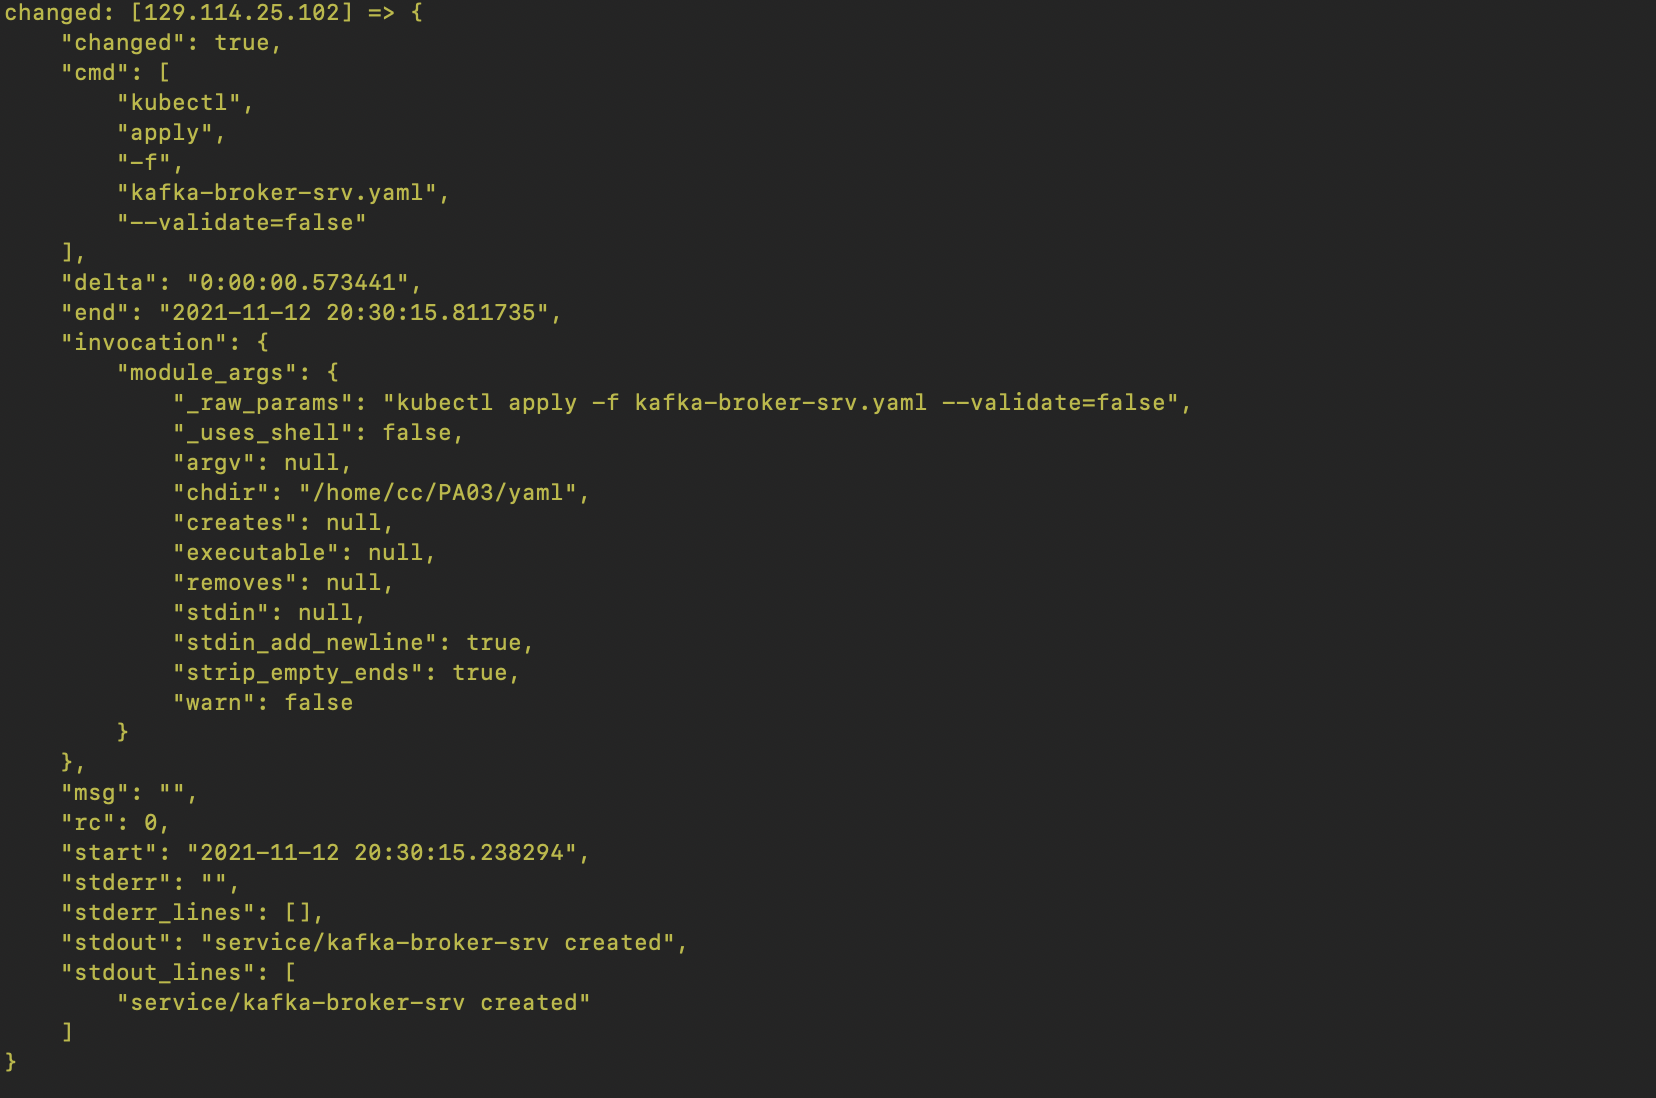 changed: [129.114.25.102] => {
    "changed": true,
    "cmd": [
        "kubectl",
        "apply",
        "-f",
        "kafka-broker-srv.yaml",
        "--validate=false"
    ],
    "delta": "0:00:00.573441",
    "end": "2021-11-12 20:30:15.811735",
    "invocation": {
        "module_args": {
            "_raw_params": "kubectl apply -f kafka-broker-srv.yaml --validate=false",
            "_uses_shell": false,
            "argv": null,
            "chdir": "/home/cc/PA03/yaml",
            "creates": null,
            "executable": null,
            "removes": null,
            "stdin": null,
            "stdin_add_newline": true,
            "strip_empty_ends": true,
            "warn": false
        }
    },
    "msg": "",
    "rc": 0,
    "start": "2021-11-12 20:30:15.238294",
    "stderr": "",
    "stderr_lines": [],
    "stdout": "service/kafka-broker-srv created",
    "stdout_lines": [
        "service/kafka-broker-srv created"
    ]
}